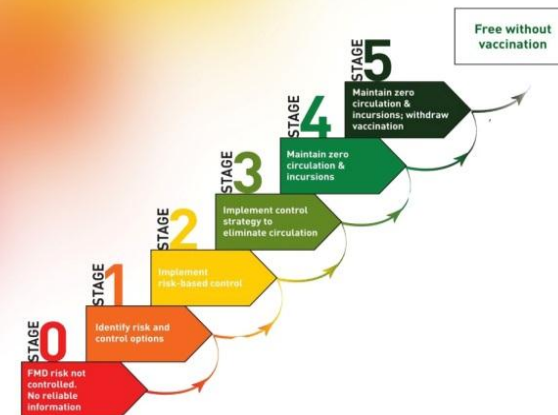 Free without
vaccination
STAGE 5
Maintain zero
circulation &
incursions; withdraw
vaccination
STAGE 4
Maintain zero
circulation &
incursions
STAGE 3
Implement control
strategy to
eliminate circulation
STAGE 2
Implement
risk-based control
STAGE 1
Identify risk and
control options
STAGE 0
FMD risk not
controlled.
No reliable
information